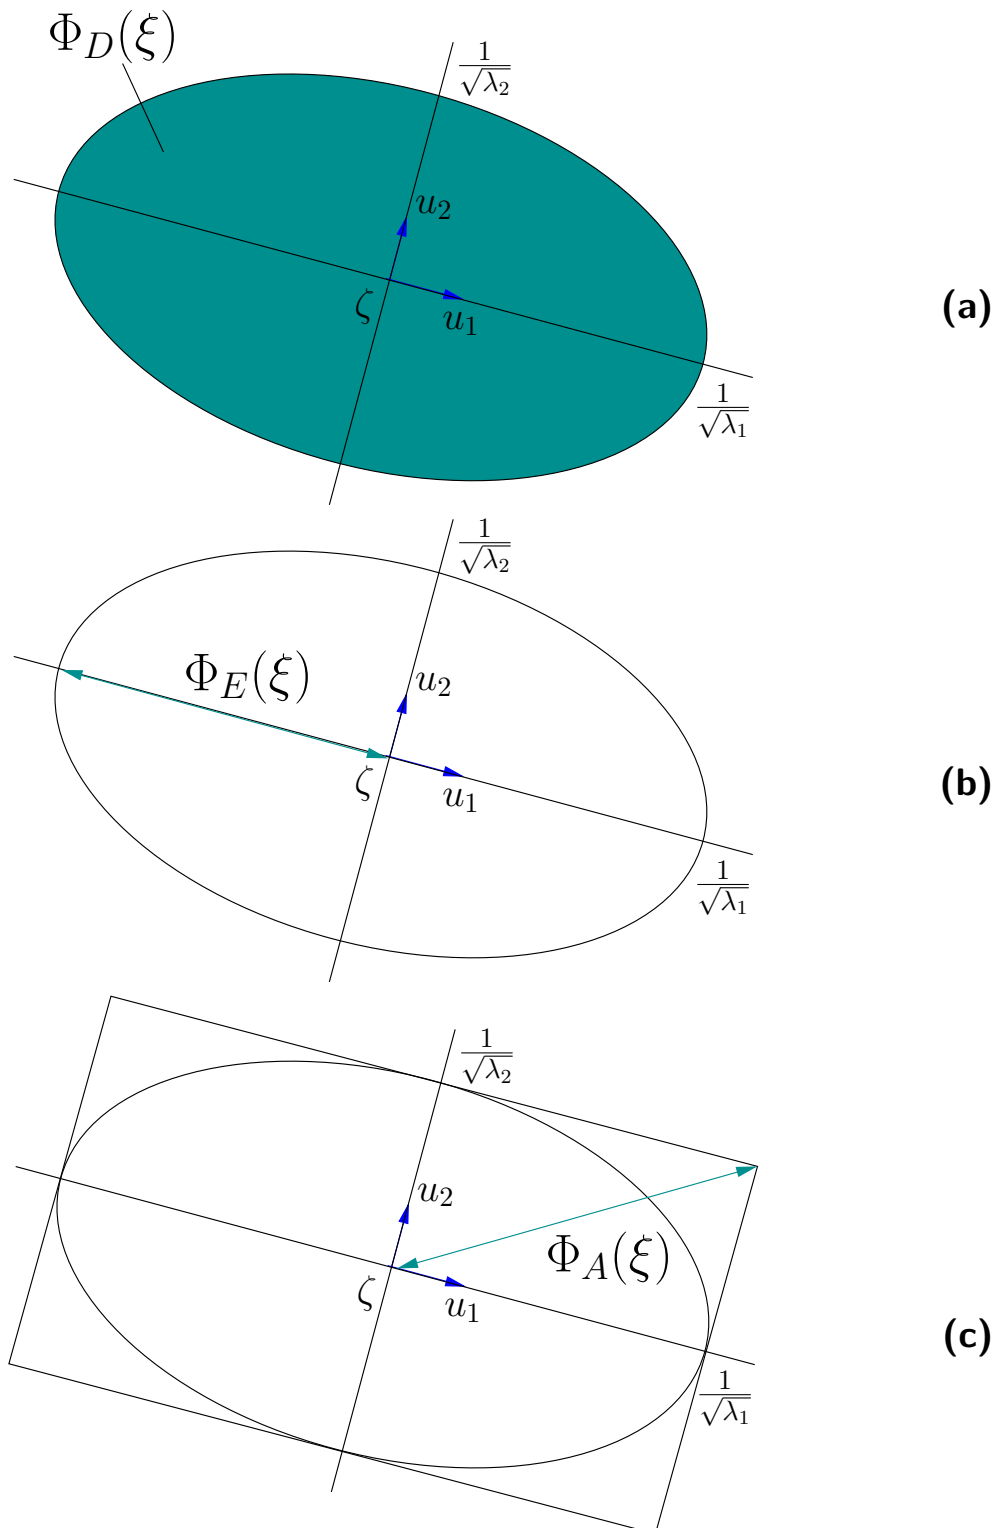 Φ_D(ξ)
1/√λ₂
u₂
ζ
u₁
(a)
1/√λ₁
1/√λ₂
Φ_E(ξ)
u₂
ζ
u₁
(b)
1/√λ₁
1/√λ₂
u₂
Φ_A(ξ)
ζ
u₁
(c)
1/√λ₁